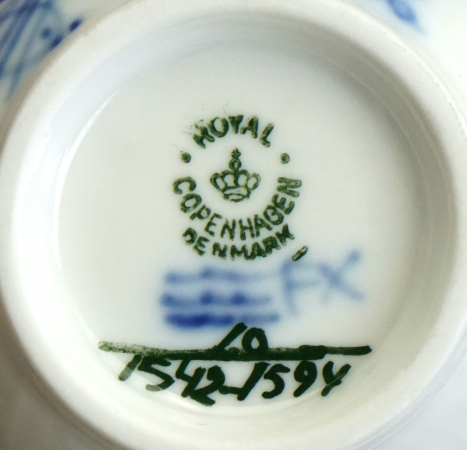 ROYAL
COPENHAGEN
DENMARK
FX
10
1542-1594